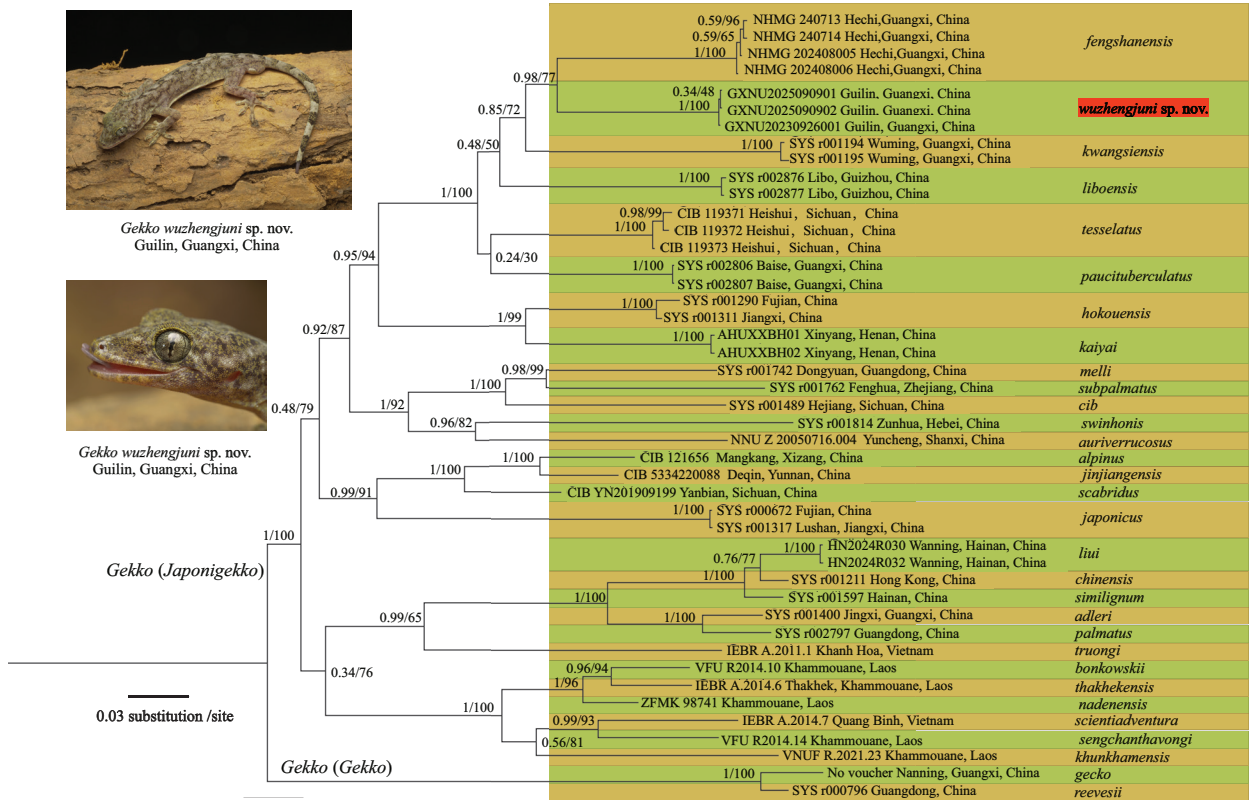 Gekko wuzhengjuni sp. nov.
Guilin, Guangxi, China
Gekko wuzhengjuni sp. nov.
Guilin, Guangxi, China
0.59/96
NHMG 240713 Hechi,Guangxi, China
0.59/65
NHMG 240714 Hechi,Guangxi, China
fengshanensis
1/100
NHMG 202408005 Hechi,Guangxi, China
NHMG 202408006 Hechi,Guangxi, China
0.98/77
0.34/48
GXNU2025090901 Guilin. Guangxi. China
1/100
GXNU2025090902 Guilin. Guangxi. China
wuzhengjuni sp. nov.
GXNU20230926001 Guilin, Guangxi, China
0.85/72
1/100
SYS r001194 Wuming, Guangxi, China
kwangsiensis
SYS r001195 Wuming, Guangxi, China
0.48/50
1/100
SYS r002876 Libo, Guizhou, China
liboensis
SYS r002877 Libo, Guizhou, China
1/100
0.98/99
CIB 119371 Heishui, Sichuan, China
1/100
CIB 119372 Heishui, Sichuan, China
tesselatus
CIB 119373 Heishui, Sichuan, China
0.24/30
0.95/94
1/100
SYS r002806 Baise, Guangxi, China
paucituberculatus
SYS r002807 Baise, Guangxi, China
1/100
SYS r001290 Fujian, China
hokouensis
SYS r001311 Jiangxi, China
1/99
0.92/87
1/100
AHUXXBH01 Xinyang, Henan, China
kaiyai
AHUXXBH02 Xinyang, Henan, China
0.98/99
SYS r001742 Dongyuan, Guangdong, China
melli
1/100
SYS r001762 Fenghua, Zhejiang, China
subpalmatus
SYS r001489 Hejiang, Sichuan, China
cib
0.48/79
1/92
0.96/82
SYS r001814 Zunhua, Hebei, China
swinhonis
NNU Z 20050716.004 Yuncheng, Shanxi, China
auriverrucosus
1/100
CIB 121656 Mangkang, Xizang, China
alpinus
1/100
CIB 5334220088 Deqin, Yunnan, China
jinjiangensis
0.99/91
CIB YN201909199 Yanbian, Sichuan, China
scabridus
1/100
SYS r000672 Fujian, China
japonicus
SYS r001317 Lushan, Jiangxi, China
1/100
Gekko (Japonigekko)
1/100
HN2024R030 Wanning, Hainan, China
liui
0.76/77
HN2024R032 Wanning, Hainan, China
1/100
SYS r001211 Hong Kong, China
chinensis
1/100
SYS r001597 Hainan, China
similignum
0.99/65
1/100
SYS r001400 Jingxi, Guangxi, China
adleri
SYS r002797 Guangdong, China
palmatus
IEBR A.2011.1 Khanh Hoa, Vietnam
truongi
0.34/76
0.96/94
VFU R2014.10 Khammouane, Laos
bonkowskii
1/96
IEBR A.2014.6 Thakhek, Khammouane, Laos
thakhekensis
ZFMK 98741 Khammouane, Laos
nadenensis
1/100
0.99/93
IEBR A.2014.7 Quang Binh, Vietnam
scientiadventura
0.56/81
VFU R2014.14 Khammouane, Laos
sengchanthavongi
VNUF R.2021.23 Khammouane, Laos
khunkhamensis
0.03 substitution /site
Gekko (Gekko)
1/100
No voucher Nanning, Guangxi, China
gecko
SYS r000796 Guangdong, China
reevesii